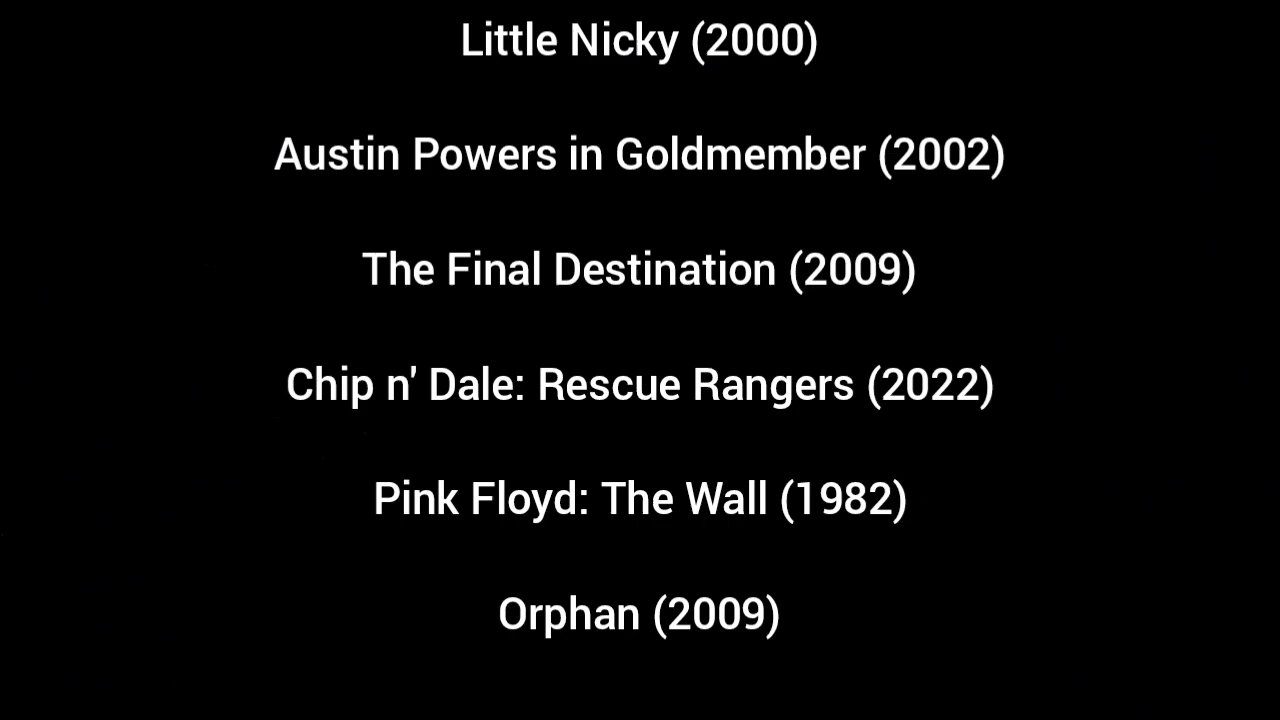 Little Nicky (2000)
Austin Powers in Goldmember (2002)
The Final Destination (2009)
Chip n' Dale: Rescue Rangers (2022)
Pink Floyd: The Wall (1982)
Orphan (2009)